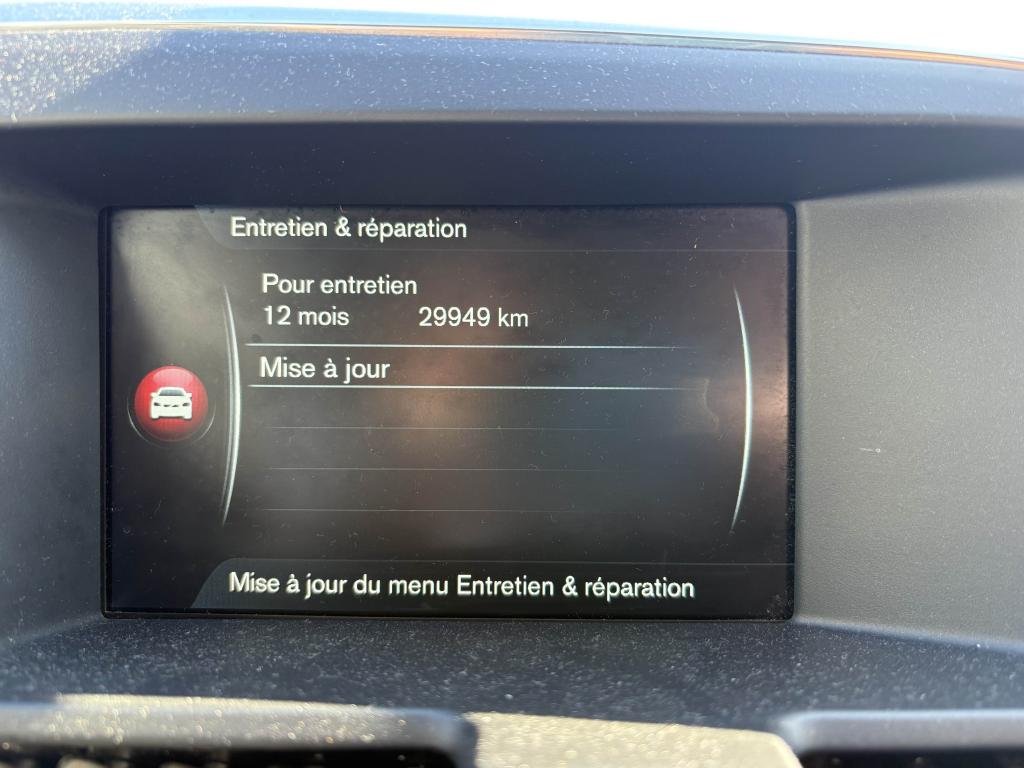 Entretien & réparation
Pour entretien
12 mois 29949 km
Mise à jour
Mise à jour du menu Entretien & réparation